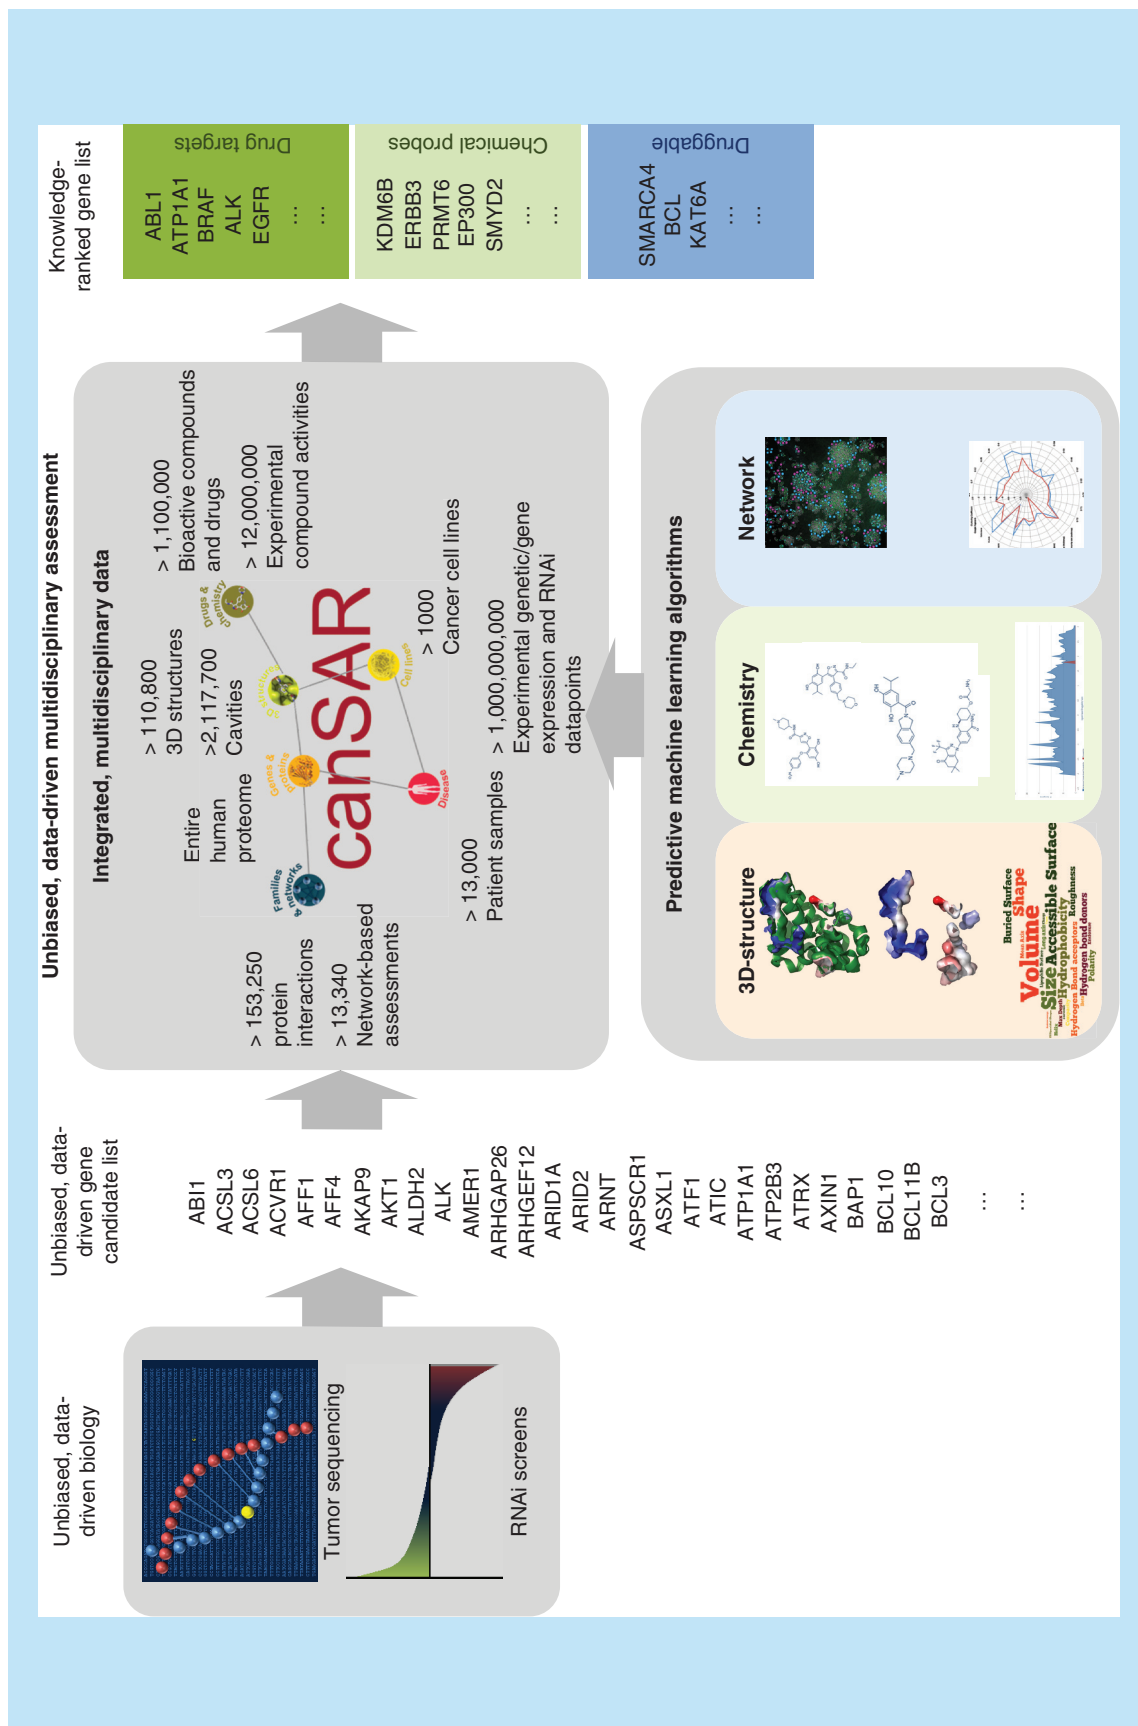 Unbiased, data-driven multidisciplinary assessment
Unbiased, data-
driven biology
Tumor sequencing
RNAi screens
Unbiased, data-
driven gene
candidate list
ABI1
ACSL3
ACSL6
ACVR1
AFF1
AFF4
AKAP9
AKT1
ALDH2
ALK
AMER1
ARHGAP26
ARHGEF12
ARID1A
ARID2
ARNT
ASPSCR1
ASXL1
ATF1
ATIC
ATP1A1
ATP2B3
ATRX
AXIN1
BAP1
BCL10
BCL11B
BCL3
...
...
Integrated, multidisciplinary data
> 153,250
protein
interactions
> 13,340
Network-based
assessments
Entire
human
proteome
> 110,800
3D structures
>2,117,700
Cavities
> 1,100,000
Bioactive compounds
and drugs
> 12,000,000
Experimental
compound activities
Families
& networks
Genes &
proteins
3D structures
Drugs &
chemistry
canSAR
Disease
Cell lines
> 1000
Cancer cell lines
> 13,000
Patient samples
> 1,000,000,000
Experimental genetic/gene
expression and RNAi
datapoints
Predictive machine learning algorithms
3D-structure
Buried Surface
Volume
Shape
Size
Accessible Surface
Hydrophobicity
Roughness
Hydrogen Bond acceptors
Hydrogen bond donors
Polarity
Chemistry
Network
Knowledge-
ranked gene list
ABL1
ATP1A1
BRAF
ALK
EGFR
...
...
Drug targets
KDM6B
ERBB3
PRMT6
EP300
SMYD2
...
...
Chemical probes
SMARCA4
BCL
KAT6A
...
...
Druggable